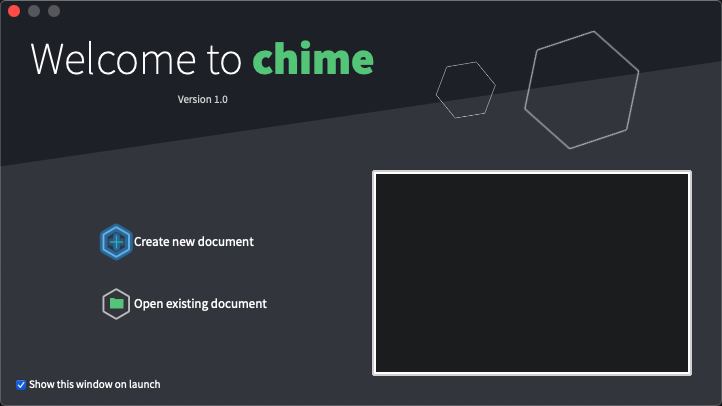 Welcome to chime
Version 1.0
Create new document
Open existing document
Show this window on launch